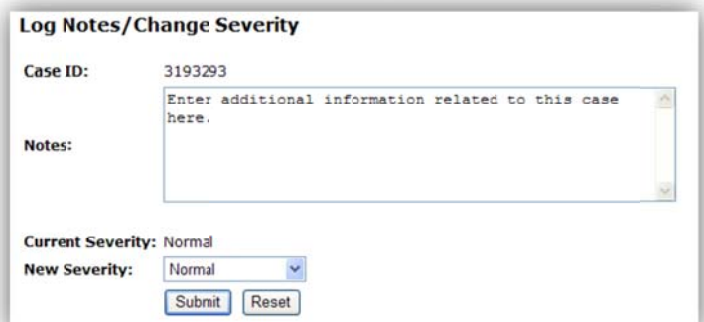 Log Notes/Change Severity
Case ID: 3193293
Enter additional information related to this case
here.
Notes:
Current Severity: Normal
New Severity: Normal
Submit Reset